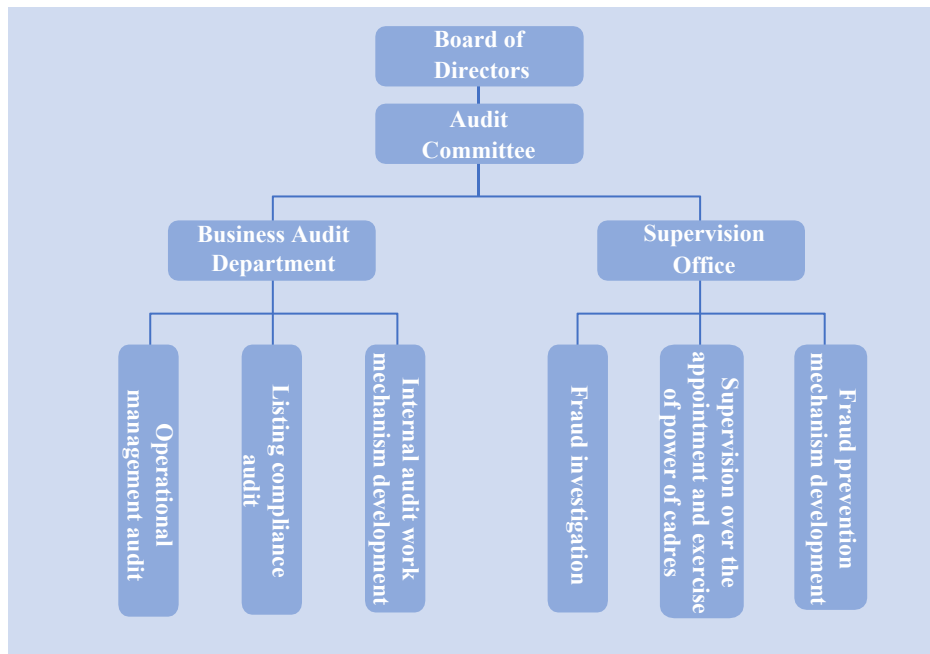 Board of
Directors
Audit
Committee
Business Audit
Department
Supervision
Office
Operational
management audit
Listing compliance
audit
Internal audit work
mechanism development
Fraud investigation
Supervision over the
appointment and exercise
of power of cadres
Fraud prevention
mechanism development